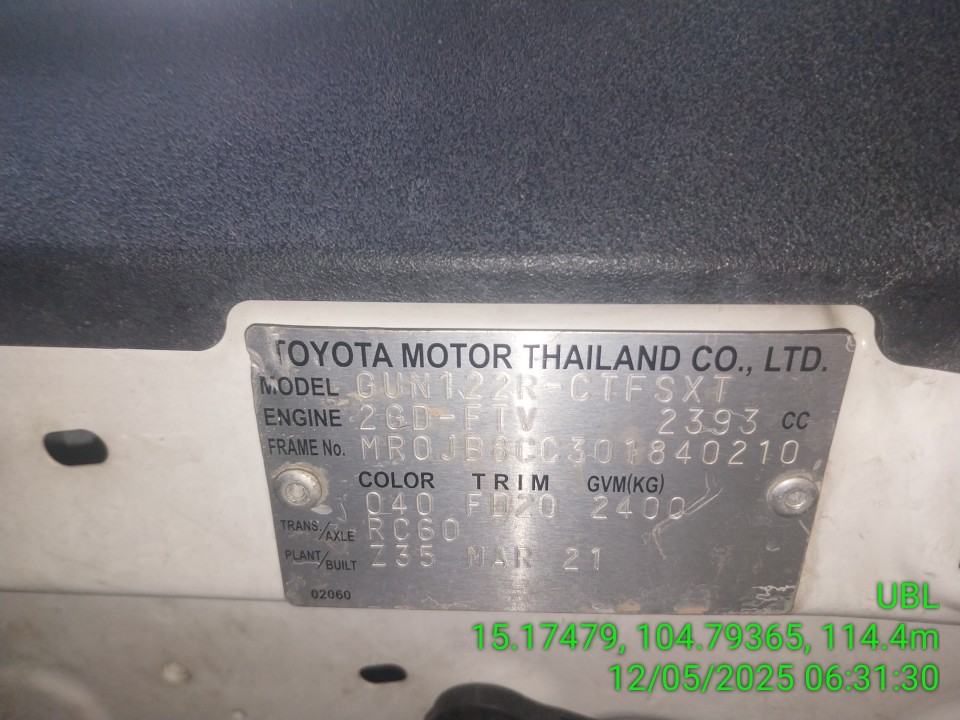 TOYOTA MOTOR THAILAND CO., LTD.
MODEL GUN122R-CTFSXT
ENGINE 2GD-FTV 2393 CC
FRAME No. MR0JB8CC301840210
COLOR TRIM GVM(KG)
040 FD20 2400
TRANS./AXLE RC60
PLANT/BUILT Z35 MAR 21
02060
UBL
15.17479, 104.79365, 114.4m
12/05/2025 06:31:30